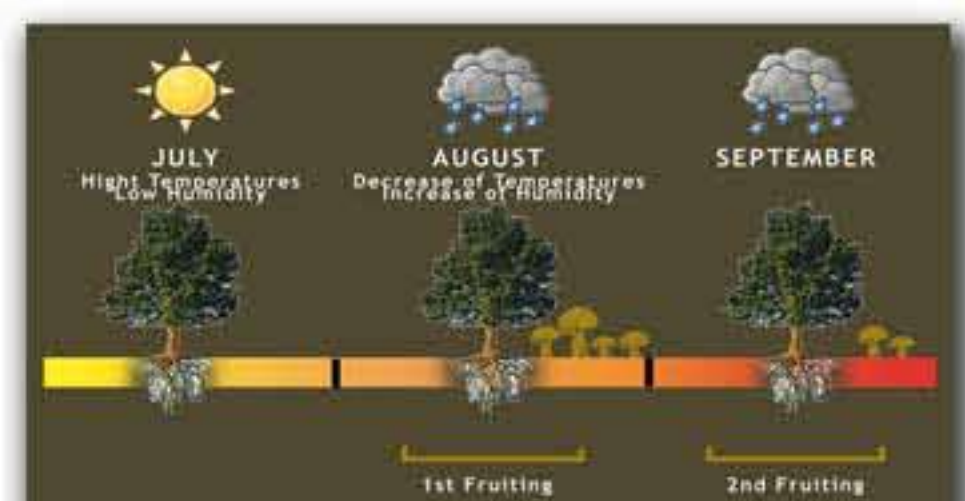 JULY
Hight Temperatures
Low Humidity
AUGUST
Decrease of Temperatures
Increase of Humidity
SEPTEMBER
1st Fruiting
2nd Fruiting